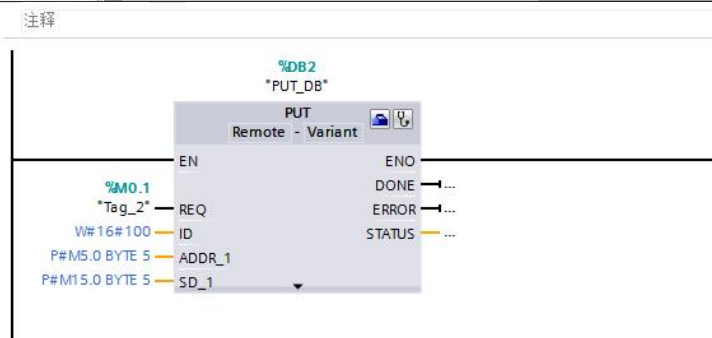 注释
%DB2
"PUT_DB"
PUT
Remote - Variant
EN ENO
DONE ...
%M0.1
"Tag_2" REQ ERROR ...
W#16#100 ID STATUS ...
P#M5.0 BYTE 5 ADDR_1
P#M15.0 BYTE 5 SD_1